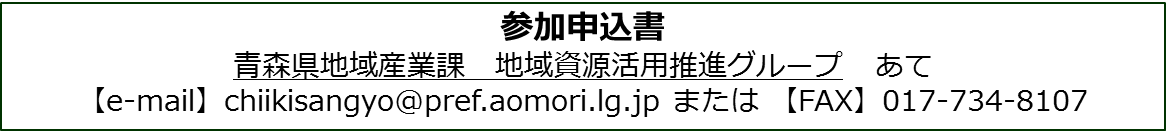 参加申込書
青森県地域産業課　地域資源活用推進グループ　あて
【e-mail】chiikisangyo@pref.aomori.lg.jp または 【FAX】017-734-8107